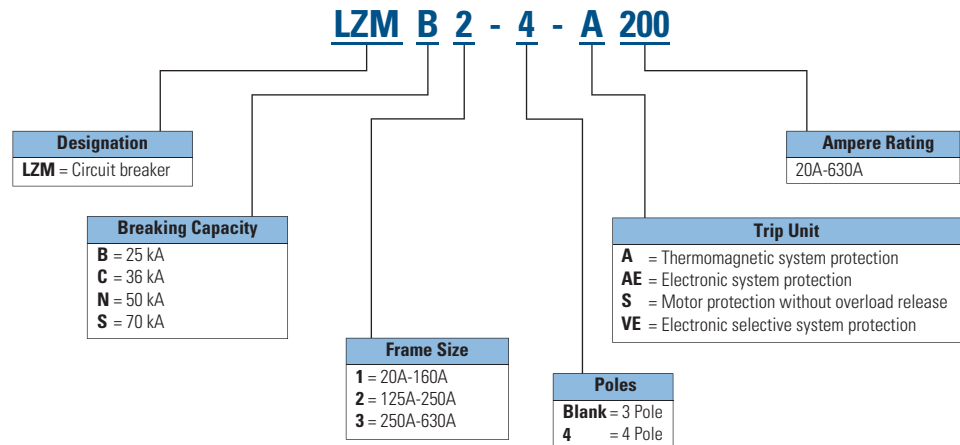 LZM B 2 - 4 - A 200
Designation
LZM = Circuit breaker
Breaking Capacity
B = 25 kA
C = 36 kA
N = 50 kA
S = 70 kA
Frame Size
1 = 20A-160A
2 = 125A-250A
3 = 250A-630A
Poles
Blank = 3 Pole
4 = 4 Pole
Trip Unit
A = Thermomagnetic system protection
AE = Electronic system protection
S = Motor protection without overload release
VE = Electronic selective system protection
Ampere Rating
20A-630A